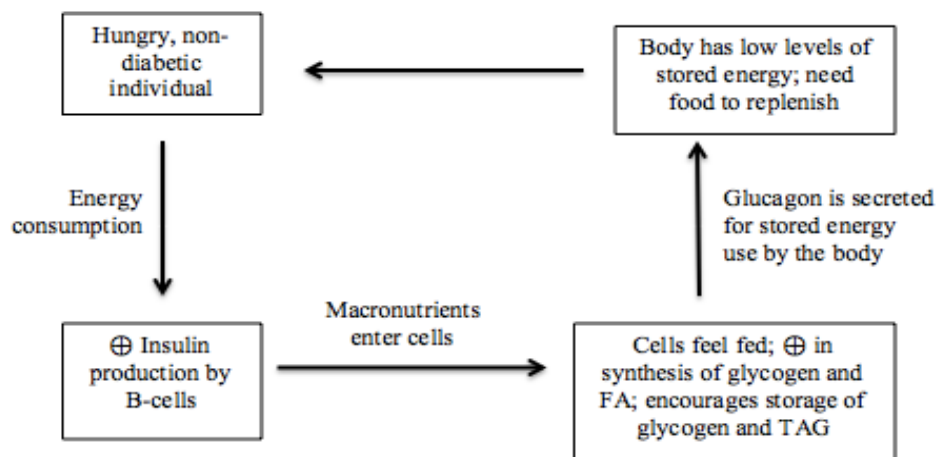 Hungry, non-
diabetic
individual
Body has low levels of
stored energy; need
food to replenish
Energy
consumption
Glucagon is secreted
for stored energy
use by the body
Macronutrients
enter cells
⊕ Insulin
production by
B-cells
Cells feel fed; ⊕ in
synthesis of glycogen and
FA; encourages storage of
glycogen and TAG